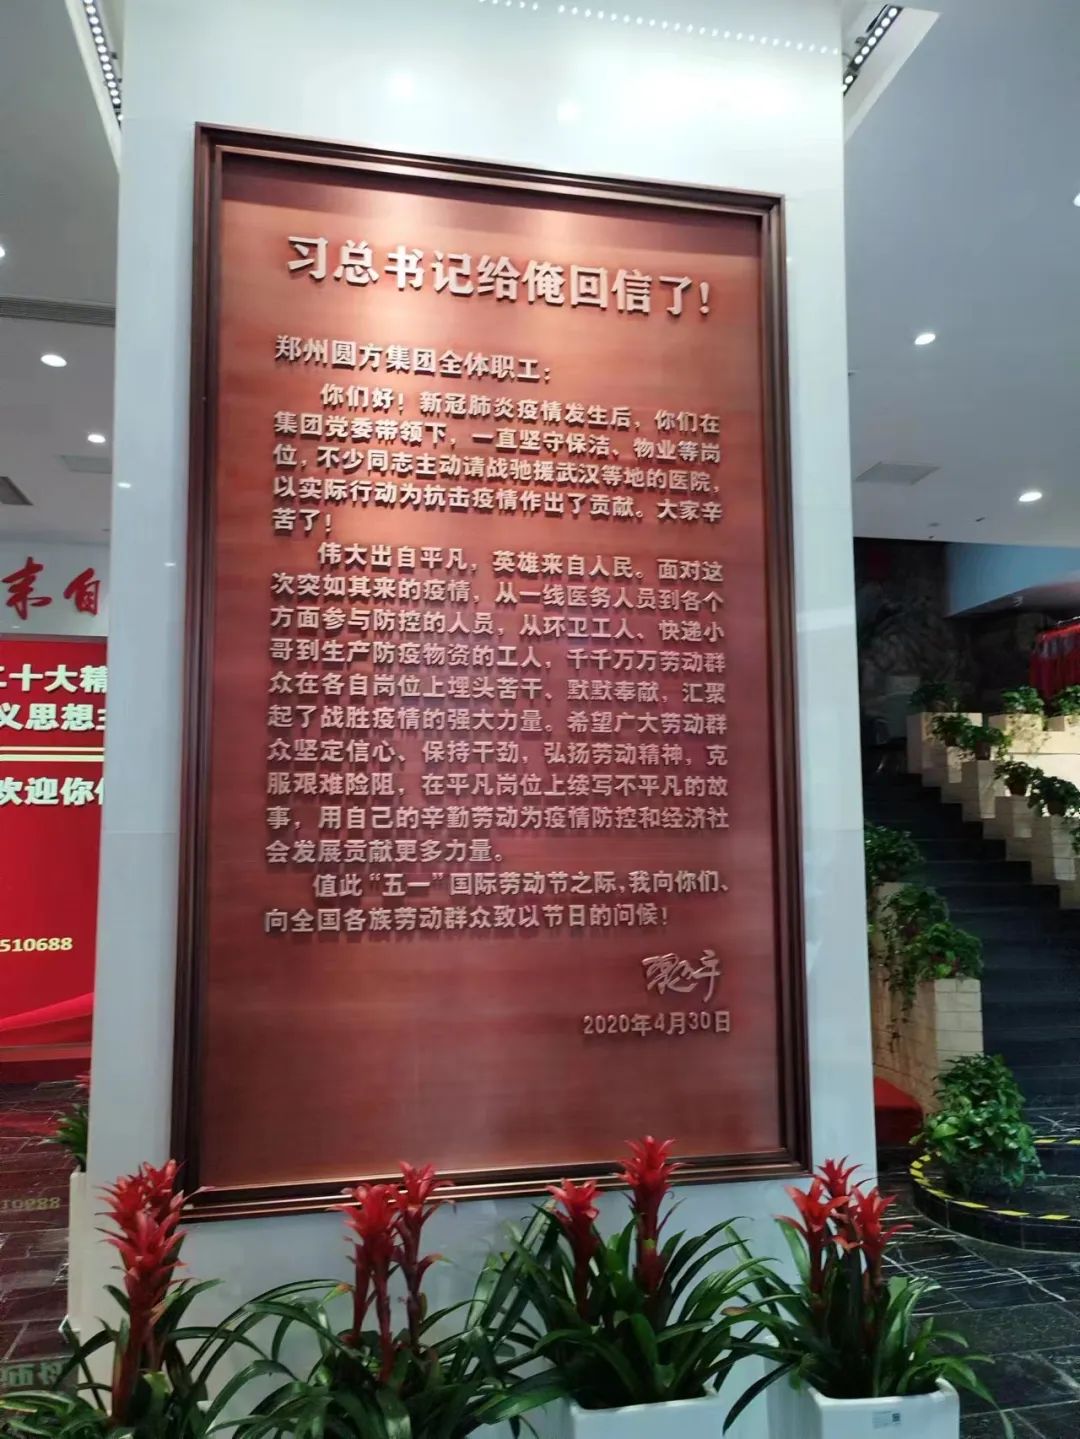 习总书记给俺回信了!
郑州圆方集团全体职工:
你们好! 新冠肺炎疫情发生后, 你们在
集团党委带领下, 一直坚守保洁、物业等岗
位, 不少同志主动请战驰援武汉等地的医院,
以实际行动为抗击疫情作出了贡献。大家辛
苦了!
伟大出自平凡, 英雄来自人民。面对这
次突如其来的疫情, 从一线医务人员到各个
方面参与防控的人员, 从环卫工人、快递小
哥到生产防疫物资的工人, 千千万万劳动群
众在各自岗位上埋头苦干、默默奉献, 汇聚
起了战胜疫情的强大力量。希望广大劳动群
众坚定信心、保持干劲, 弘扬劳动精神, 克
服艰难险阻, 在平凡岗位上续写不平凡的故
事, 用自己的辛勤劳动为疫情防控和经济社
会发展贡献更多力量。
值此“五一”国际劳动节之际, 我向你们、
向全国各族劳动群众致以节日的问候!
习近平
2020年4月30日
来自
二十大精
义思想主
欢迎你们
510688